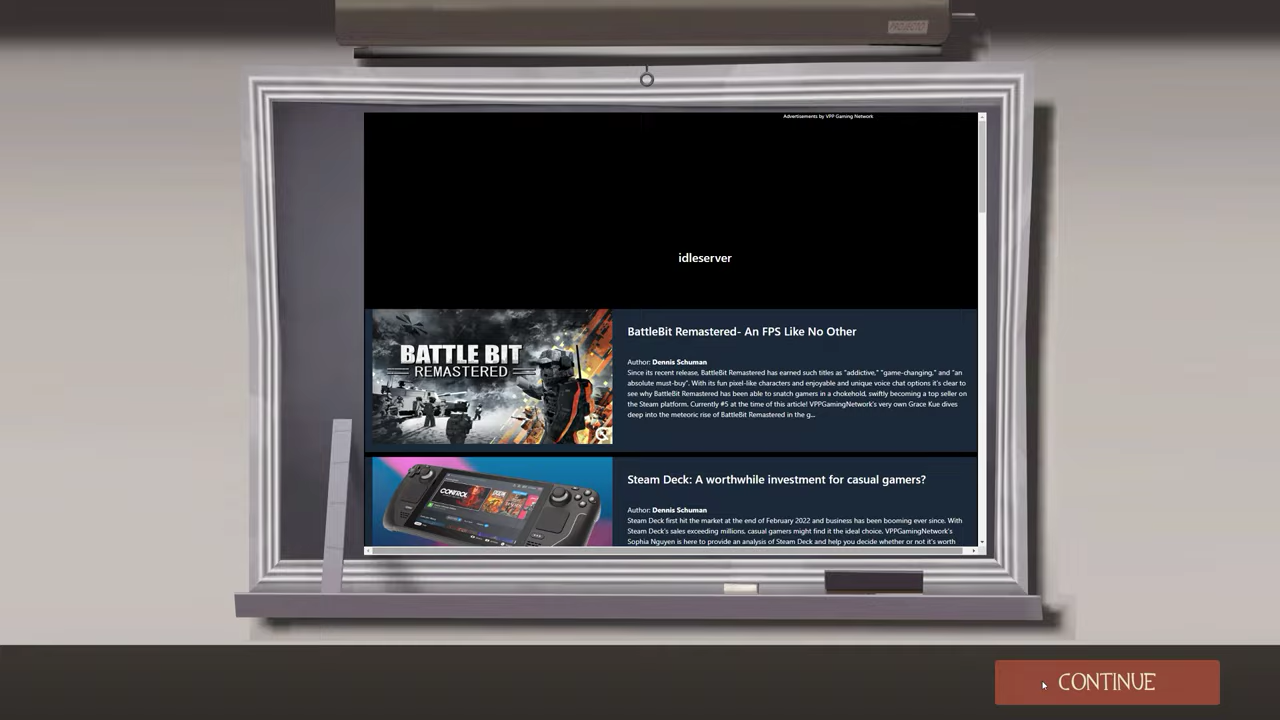 Advertisements by VPP Gaming Network
idleserver
BATTLE BIT
REMASTERED
BattleBit Remastered- An FPS Like No Other
Author: Dennis Schuman
Since its recent release, BattleBit Remastered has earned such titles as "addictive," "game-changing," and "an
absolute must-buy". With its fun pixel-like characters and enjoyable and unique voice chat options it's clear to
see why BattleBit Remastered has been able to snatch gamers in a chokehold, swiftly becoming a top seller on
the Steam platform. Currently #5 at the time of this article! VPPGamingNetwork's very own Grace Kue dives
deep into the meteoric rise of BattleBit Remastered in the g...
CONTROL
Steam Deck: A worthwhile investment for casual gamers?
Author: Dennis Schuman
Steam Deck first hit the market at the end of February 2022 and business has been booming ever since. With
Steam Deck's sales exceeding millions, casual gamers might find it the ideal choice. VPPGamingNetwork's
Sophia Nguyen is here to provide an analysis of Steam Deck and help you decide whether or not it's worth
CONTINUE